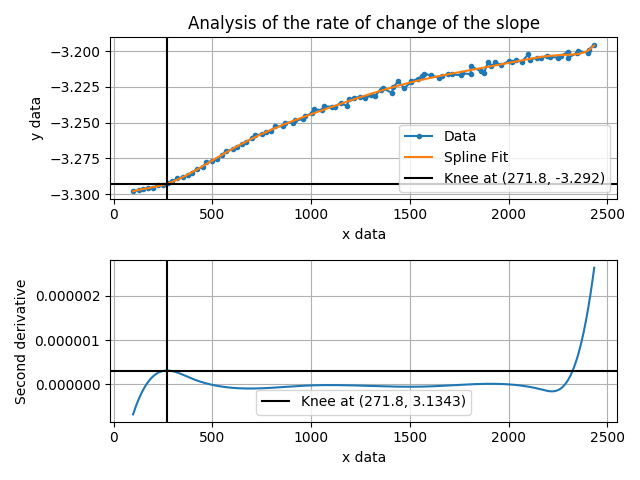 Analysis of the rate of change of the slope
−3.200
−3.225
−3.250
−3.275
−3.300
y data
Data
Spline Fit
Knee at (271.8, -3.292)
0 500 1000 1500 2000 2500
x data
0.000002
0.000001
0.000000
Second derivative
Knee at (271.8, 3.1343)
0 500 1000 1500 2000 2500
x data